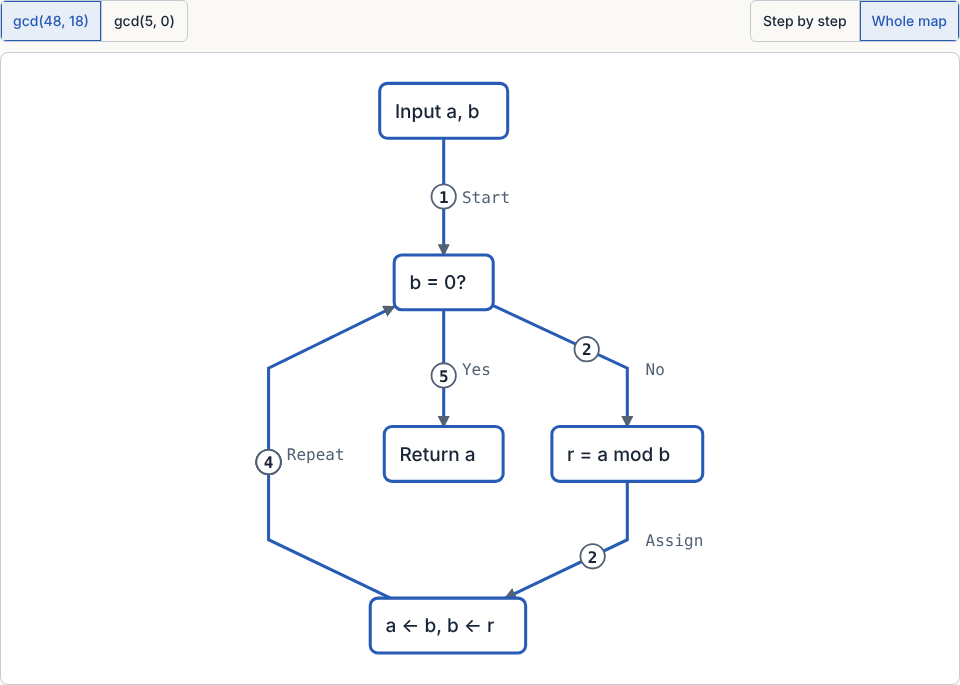 gcd(48, 18) gcd(5, 0) Step by step Whole map
Input a, b
1 Start
b = 0?
2
5 Yes No
4 Repeat Return a r = a mod b
Assign
2
a ← b, b ← r